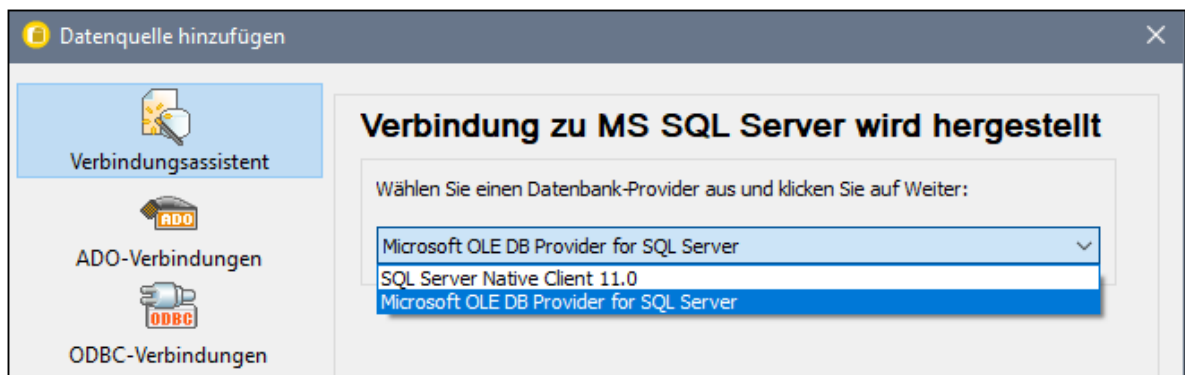 Datenquelle hinzufügen
Verbindungsassistent
ADO
ADO-Verbindungen
ODBC
ODBC-Verbindungen
Verbindung zu MS SQL Server wird hergestellt
Wählen Sie einen Datenbank-Provider aus und klicken Sie auf Weiter:
Microsoft OLE DB Provider for SQL Server
SQL Server Native Client 11.0
Microsoft OLE DB Provider for SQL Server